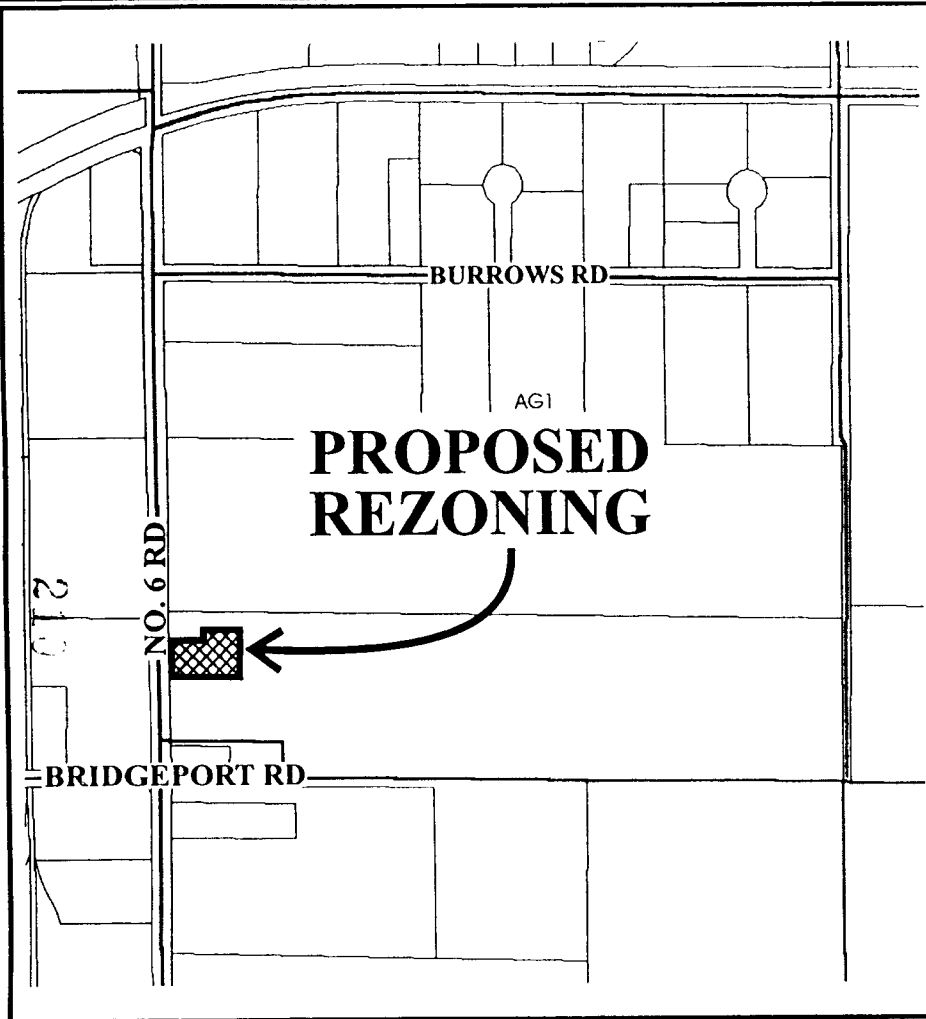 BURROWS RD
AG1
PROPOSED
REZONING
NO. 6 RD
BRIDGEPORT RD